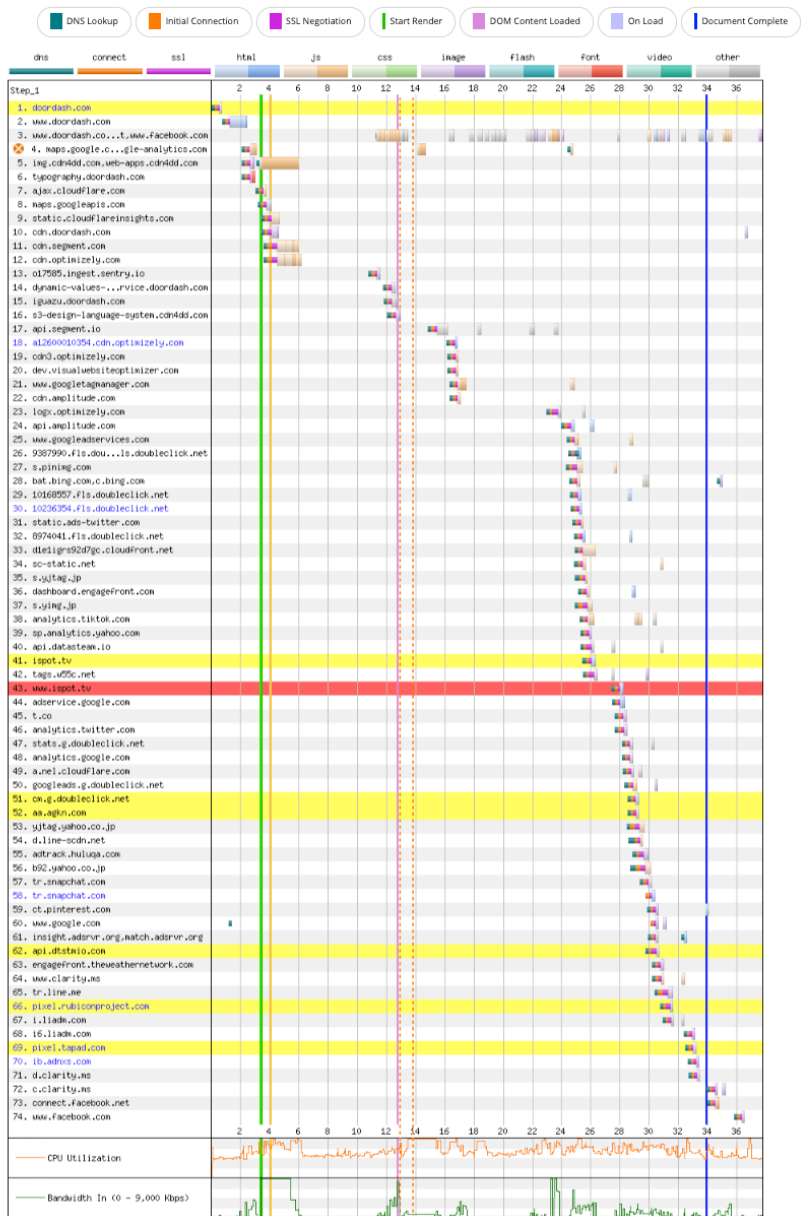 DNS Lookup Initial Connection SSL Negotiation Start Render DOM Content Loaded On Load Document Complete
dns connect ssl html js css image flash font video other
Step_1 2 4 6 8 10 12 14 16 18 20 22 24 26 28 30 32 34 36
1. doordash.com
2. www.doordash.com
3. www.doordash.co...t,www.facebook.com
4. maps.google.c...gle-analytics.com
5. img.cdn4dd.com,web-apps.cdn4dd.com
6. typography.doordash.com
7. ajax.cloudflare.com
8. maps.googleapis.com
9. static.cloudflareinsights.com
10. cdn.doordash.com
11. cdn.segment.com
12. cdn.optimizely.com
13. o17585.ingest.sentry.io
14. dynamic-values-...rvice.doordash.com
15. iguazu.doordash.com
16. s3-design-language-system.cdn4dd.com
17. api.segment.io
18. a12600010354.cdn.optimizely.com
19. cdn3.optimizely.com
20. dev.visualwebsiteoptimizer.com
21. www.googletagmanager.com
22. cdn.amplitude.com
23. logx.optimizely.com
24. api.amplitude.com
25. www.googleadservices.com
26. 9387990.fls.dou...ls.doubleclick.net
27. s.pinimg.com
28. bat.bing.com,c.bing.com
29. 10168557.fls.doubleclick.net
30. 10236354.fls.doubleclick.net
31. static.ads-twitter.com
32. 8974041.fls.doubleclick.net
33. d1eligrs92d7gc.cloudfront.net
34. sc-static.net
35. s.yjtag.jp
36. dashboard.engagefront.com
37. s.yimg.jp
38. analytics.tiktok.com
39. sp.analytics.yahoo.com
40. api.datasteam.io
41. ispot.tv
42. tags.w55c.net
43. www.ispot.tv
44. adservice.google.com
45. t.co
46. analytics.twitter.com
47. stats.g.doubleclick.net
48. analytics.google.com
49. a.nel.cloudflare.com
50. googleads.g.doubleclick.net
51. cm.g.doubleclick.net
52. aa.agkn.com
53. yjtag.yahoo.co.jp
54. d.line-scdn.net
55. adtrack.huluqa.com
56. b92.yahoo.co.jp
57. tr.snapchat.com
58. tr.snapchat.com
59. ct.pinterest.com
60. www.google.com
61. insight.adsrvr.org,match.adsrvr.org
62. api.dtstmio.com
63. engagefront.theweathernetwork.com
64. www.clarity.ms
65. tr.line.me
66. pixel.rubiconproject.com
67. i.liadm.com
68. i6.liadm.com
69. pixel.tapad.com
70. ib.adnxs.com
71. d.clarity.ms
72. c.clarity.ms
73. connect.facebook.net
74. www.facebook.com
2 4 6 8 10 12 14 16 18 20 22 24 26 28 30 32 34 36
CPU Utilization
Bandwidth In (0 - 9,000 Kbps)